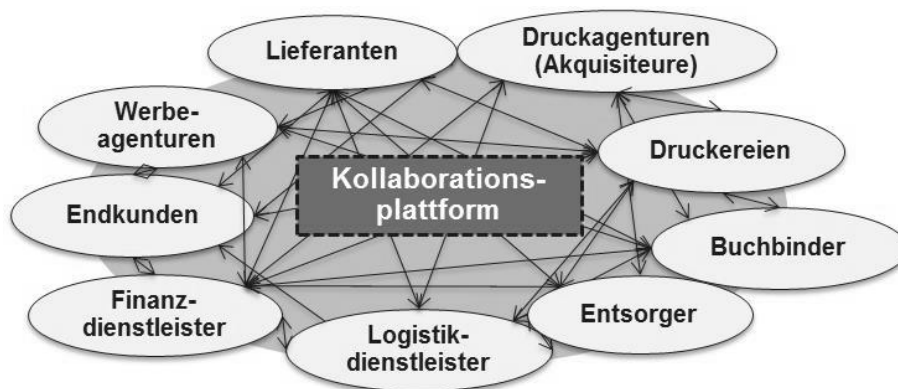 Lieferanten
Druckagenturen
(Akquisiteure)
Werbe-
agenturen
Druckereien
Kollaborations-
plattform
Endkunden
Buchbinder
Finanz-
dienstleister
Entsorger
Logistik-
dienstleister